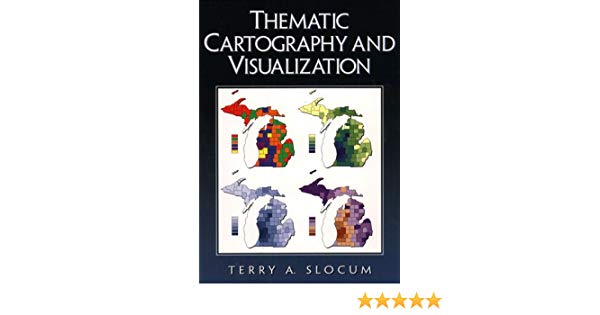 THEMATIC
CARTOGRAPHY AND
VISUALIZATION
TERRY A. SLOCUM